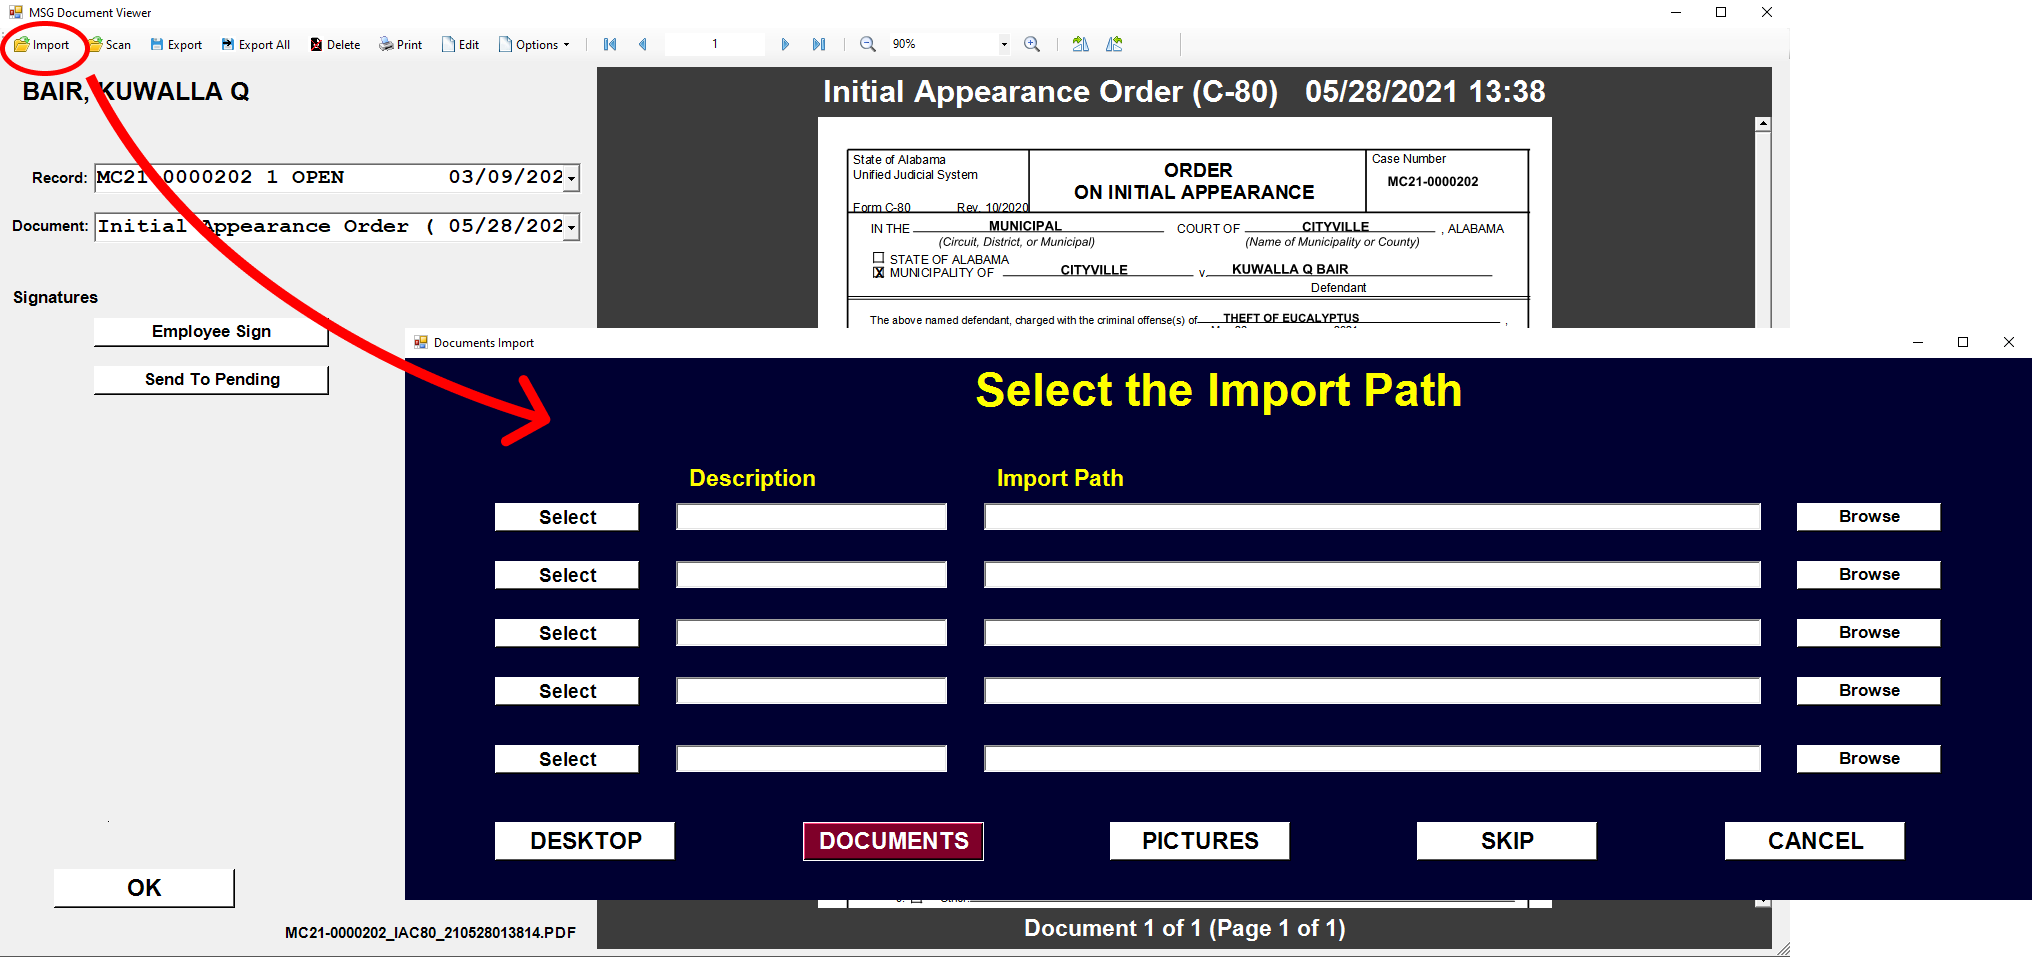 MSG Document Viewer
Import Scan Export Export All Delete Print Edit Options 1 90%
BAIR, KUWALLA Q
Record: MC21-0000202 1 OPEN 03/09/202
Document: Initial Appearance Order ( 05/28/202
Signatures
Employee Sign
Send To Pending
OK
MC21-0000202_IAC80_210528013814.PDF
Initial Appearance Order (C-80) 05/28/2021 13:38
State of Alabama
Unified Judicial System
Form C-80 Rev. 10/2020
ORDER
ON INITIAL APPEARANCE
Case Number
MC21-0000202
IN THE MUNICIPAL COURT OF CITYVILLE , ALABAMA
(Circuit, District, or Municipal) (Name of Municipality or County)
STATE OF ALABAMA
X MUNICIPALITY OF CITYVILLE v. KUWALLA Q BAIR
Defendant
The above named defendant, charged with the criminal offense(s) of THEFT OF EUCALYPTUS ,
Documents Import
Select the Import Path
Description Import Path
Select Browse
Select Browse
Select Browse
Select Browse
Select Browse
DESKTOP DOCUMENTS PICTURES SKIP CANCEL
Document 1 of 1 (Page 1 of 1)